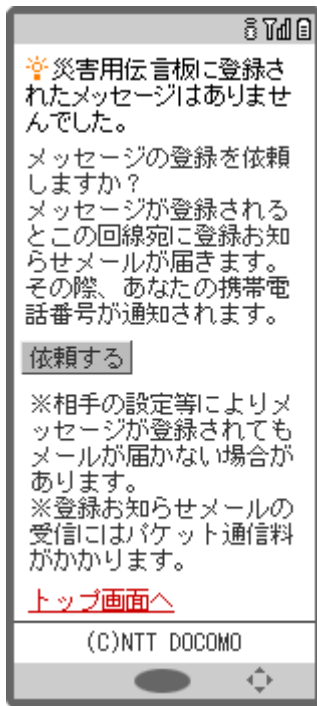 災害用伝言板に登録さ
れたメッセージはありませ
んでした。
メッセージの登録を依頼
しますか？
メッセージが登録される
とこの回線宛に登録お知
らせメールが届きます。
その際、あなたの携帯電
話番号が通知されます。
依頼する
※相手の設定等によりメ
ッセージが登録されても
メールが届かない場合が
あります。
※登録お知らせメールの
受信にはパケット通信料
がかかります。
トップ画面へ
(C)NTT DOCOMO